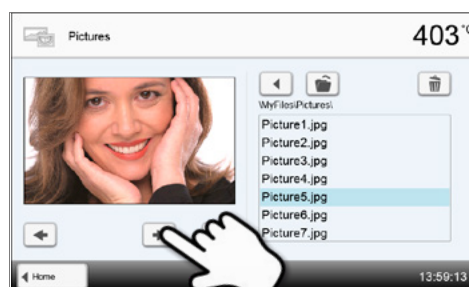 Pictures
403 °C
\MyFiles\Pictures\
Picture1.jpg
Picture2.jpg
Picture3.jpg
Picture4.jpg
Picture5.jpg
Picture6.jpg
Picture7.jpg
Home
13:59:13